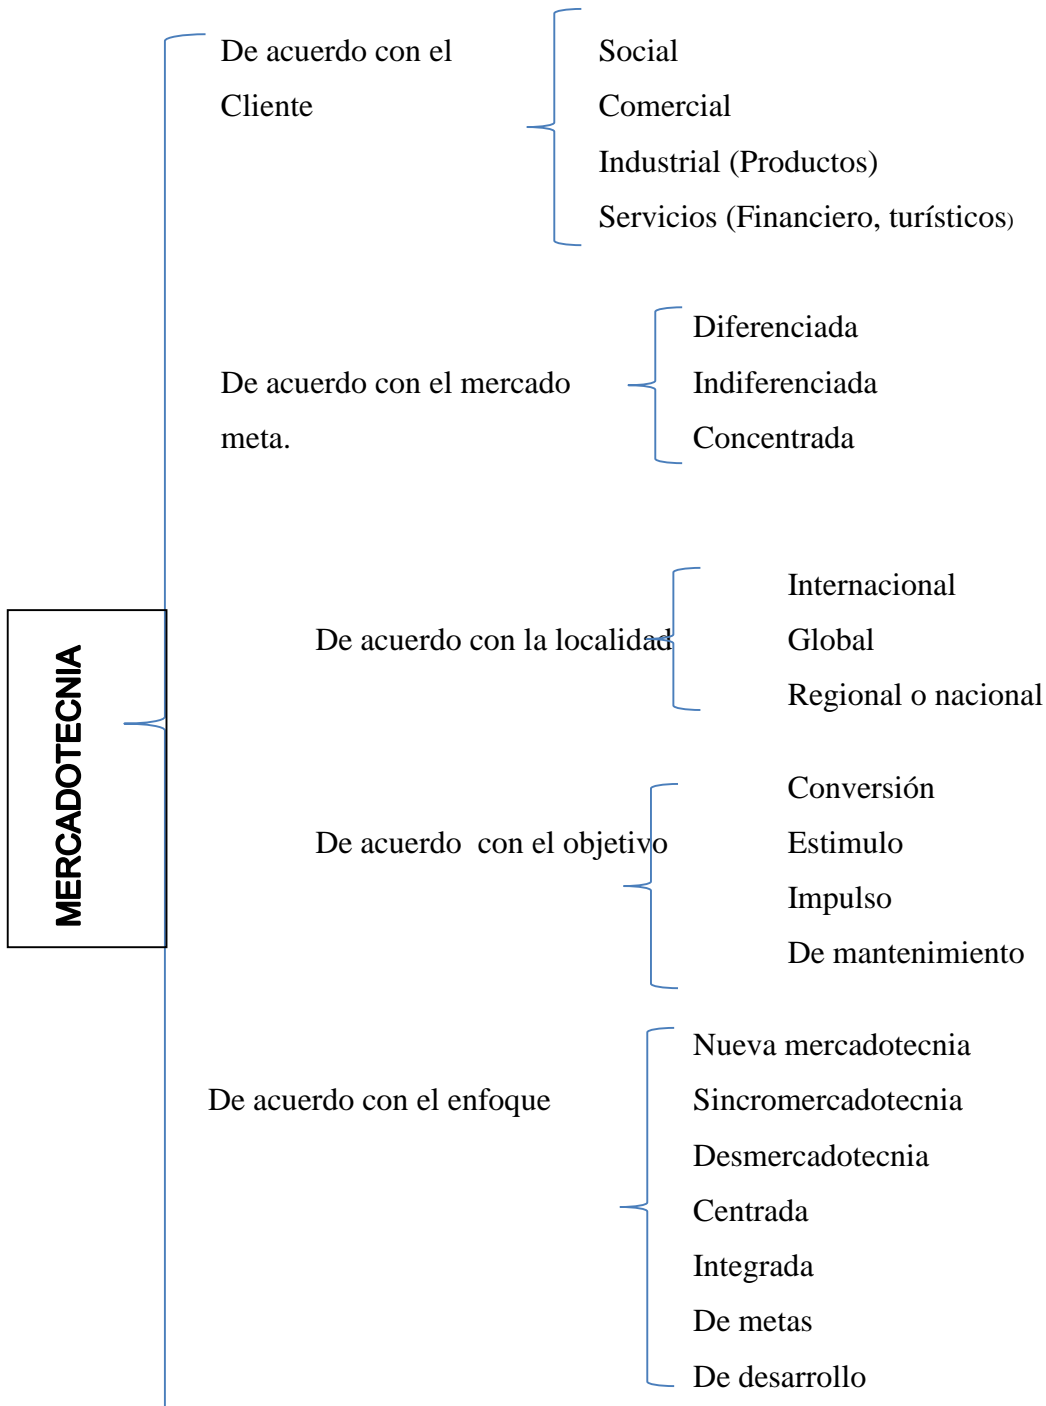 MERCADOTECNIA
De acuerdo con el
Cliente
Social
Comercial
Industrial (Productos)
Servicios (Financiero, turísticos)
De acuerdo con el mercado
meta.
Diferenciada
Indiferenciada
Concentrada
De acuerdo con la localidad
Internacional
Global
Regional o nacional
De acuerdo  con el objetivo
Conversión
Estimulo
Impulso
De mantenimiento
De acuerdo con el enfoque
Nueva mercadotecnia
Sincromercadotecnia
Desmercadotecnia
Centrada
Integrada
De metas
De desarrollo